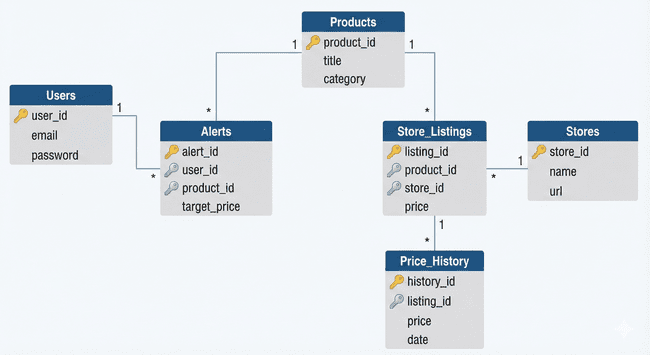 Products
product_id
title
category
1
1
*
*
Users
user_id
email
password
1
*
Alerts
alert_id
user_id
product_id
target_price
Store_Listings
listing_id
product_id
store_id
price
*
1
Stores
store_id
name
url
1
*
Price_History
history_id
listing_id
price
date